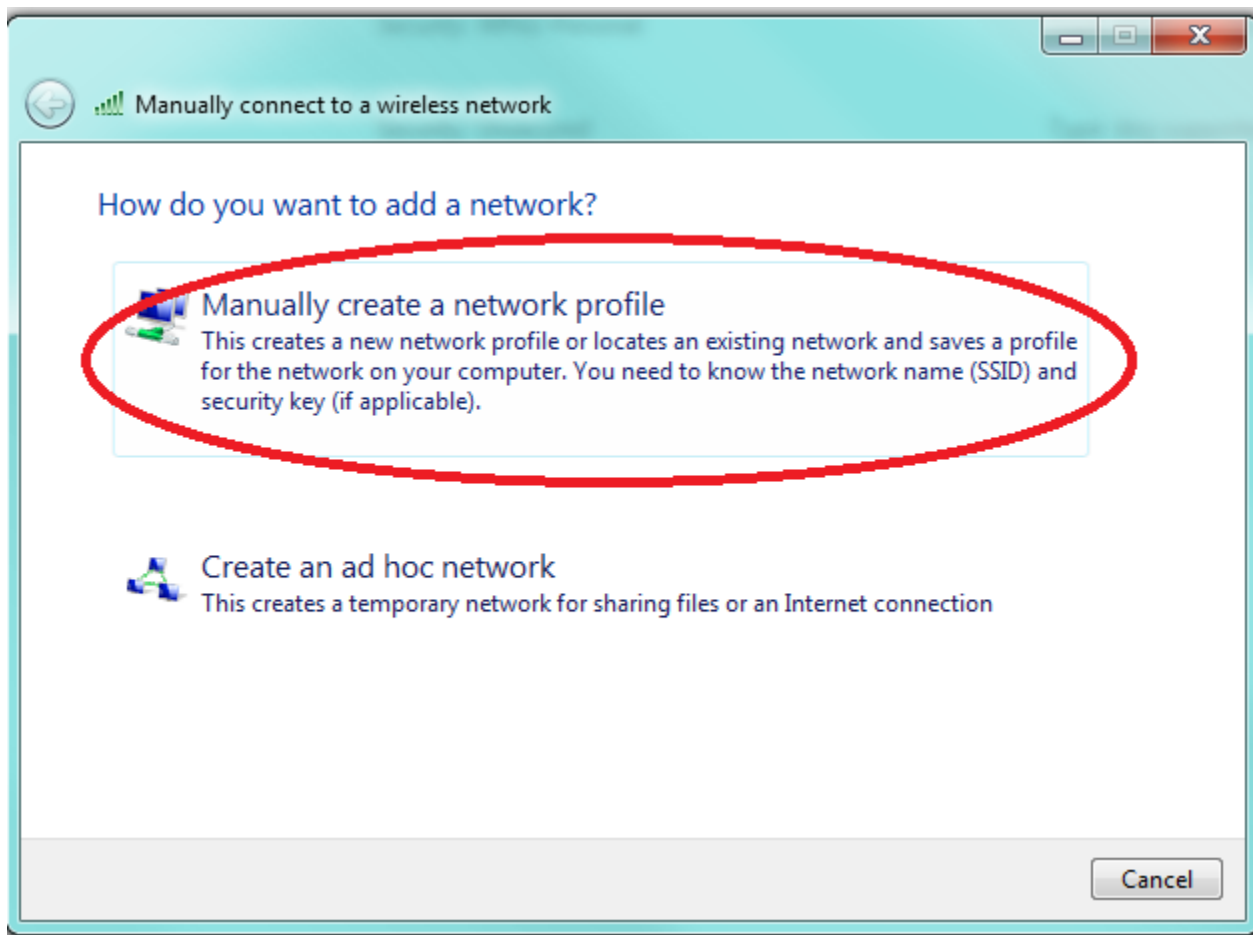 Manually connect to a wireless network
How do you want to add a network?
Manually create a network profile
This creates a new network profile or locates an existing network and saves a profile
for the network on your computer. You need to know the network name (SSID) and
security key (if applicable).
Create an ad hoc network
This creates a temporary network for sharing files or an Internet connection
Cancel